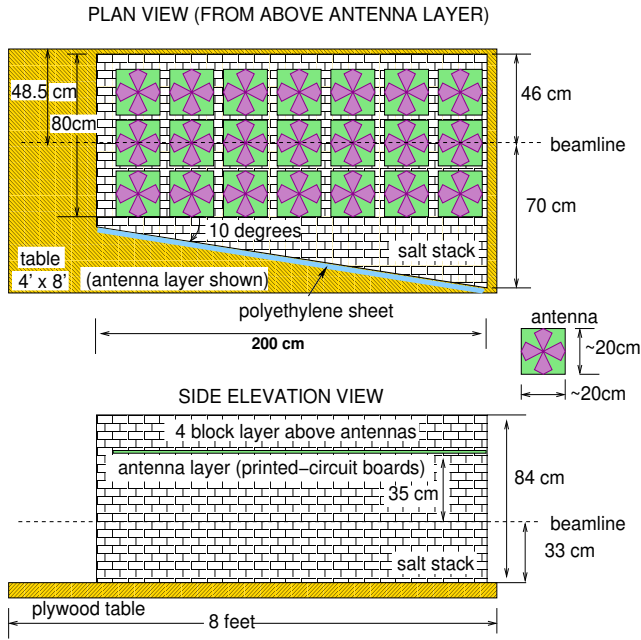 PLAN VIEW (FROM ABOVE ANTENNA LAYER)
48.5 cm
80cm
46 cm
beamline
70 cm
10 degrees
salt stack
table
4' x 8'
(antenna layer shown)
polyethylene sheet
200 cm
antenna
~20cm
~20cm
SIDE ELEVATION VIEW
4 block layer above antennas
antenna layer (printed−circuit boards)
35 cm
84 cm
beamline
33 cm
salt stack
plywood table
8 feet